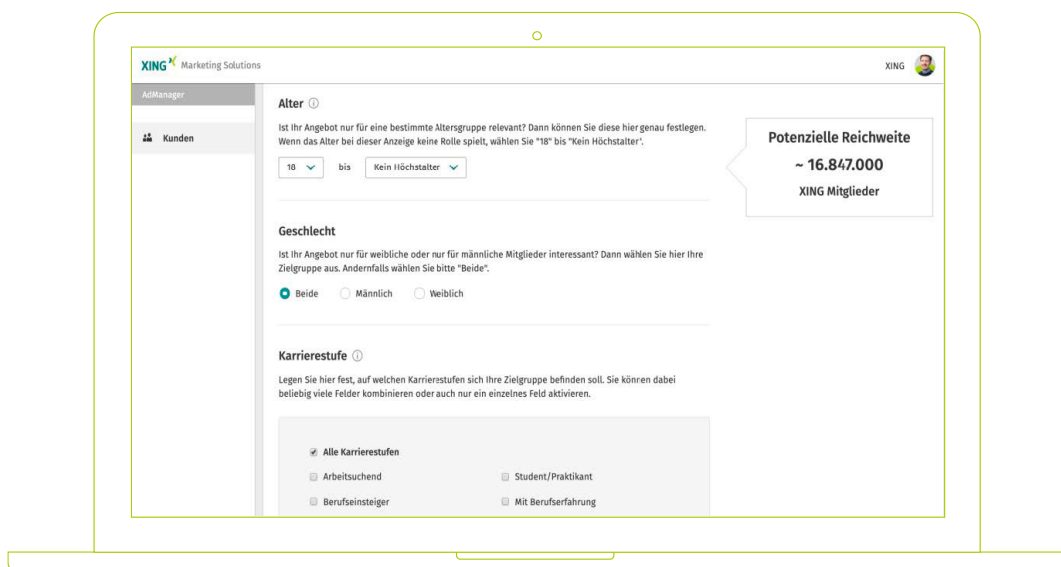 XING Marketing Solutions
XING
AdManager
Kunden
Alter
Ist Ihr Angebot nur für eine bestimmte Altersgruppe relevant? Dann können Sie diese hier genau festlegen.
Wenn das Alter bei dieser Anzeige keine Rolle spielt, wählen Sie "18" bis "Kein Höchstalter".
18 bis Kein Höchstalter
Potenzielle Reichweite
~ 16.847.000
XING Mitglieder
Geschlecht
Ist Ihr Angebot nur für weibliche oder nur für männliche Mitglieder interessant? Dann wählen Sie hier Ihre
Zielgruppe aus. Andernfalls wählen Sie bitte "Beide".
Beide Männlich Weiblich
Karrierestufe
Legen Sie hier fest, auf welchen Karrierestufen sich Ihre Zielgruppe befinden soll. Sie können dabei
beliebig viele Felder kombinieren oder auch nur ein einzelnes Feld aktivieren.
Alle Karrierestufen
Arbeitsuchend Student/Praktikant
Berufseinsteiger Mit Berufserfahrung